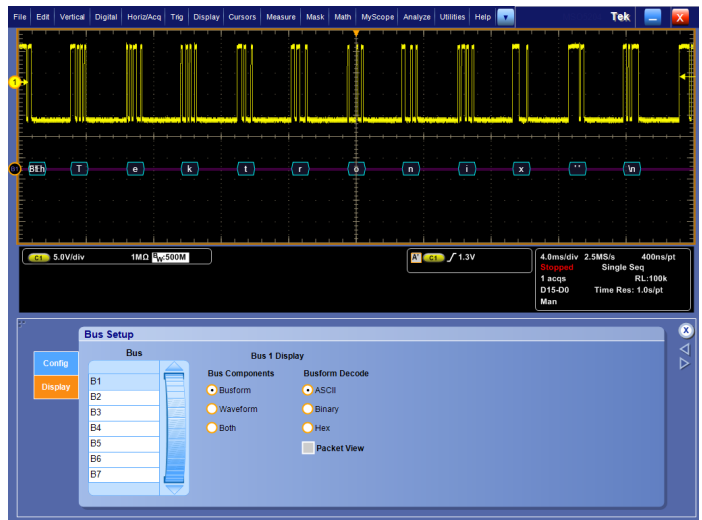 File Edit Vertical Digital Horiz/Acq Trig Display Cursors Measure Mask Math MyScope Analyze Utilities Help Tek X
1
B1 T e k t r o n i x ' ' \n
C1 5.0V/div 1MΩ BW:500M
A' C1 1.3V
4.0ms/div 2.5MS/s 400ns/pt
Stopped Single Seq
1 acqs RL:100k
D15-D0 Time Res: 1.0s/pt
Man
Bus Setup
X
Config
Display
Bus
B1
B2
B3
B4
B5
B6
B7
Bus 1 Display
Bus Components Busform Decode
Busform ASCII
Waveform Binary
Both Hex
Packet View